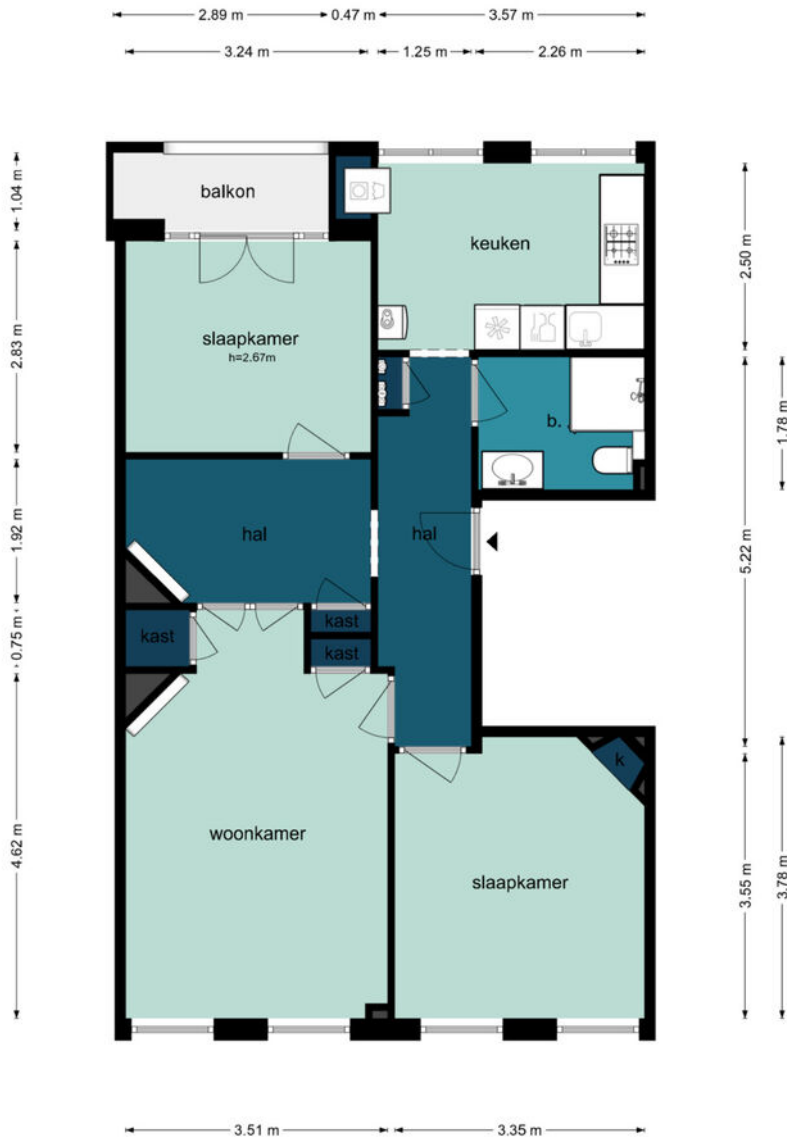 2.89 m
0.47 m
3.57 m
3.24 m
1.25 m
2.26 m
1.04 m
2.83 m
1.92 m
0.75 m
4.62 m
balkon
keuken
slaapkamer
h=2.67m
b.
hal
hal
kast
kast
kast
woonkamer
slaapkamer
k
2.50 m
5.22 m
1.78 m
3.55 m
3.78 m
3.51 m
3.35 m